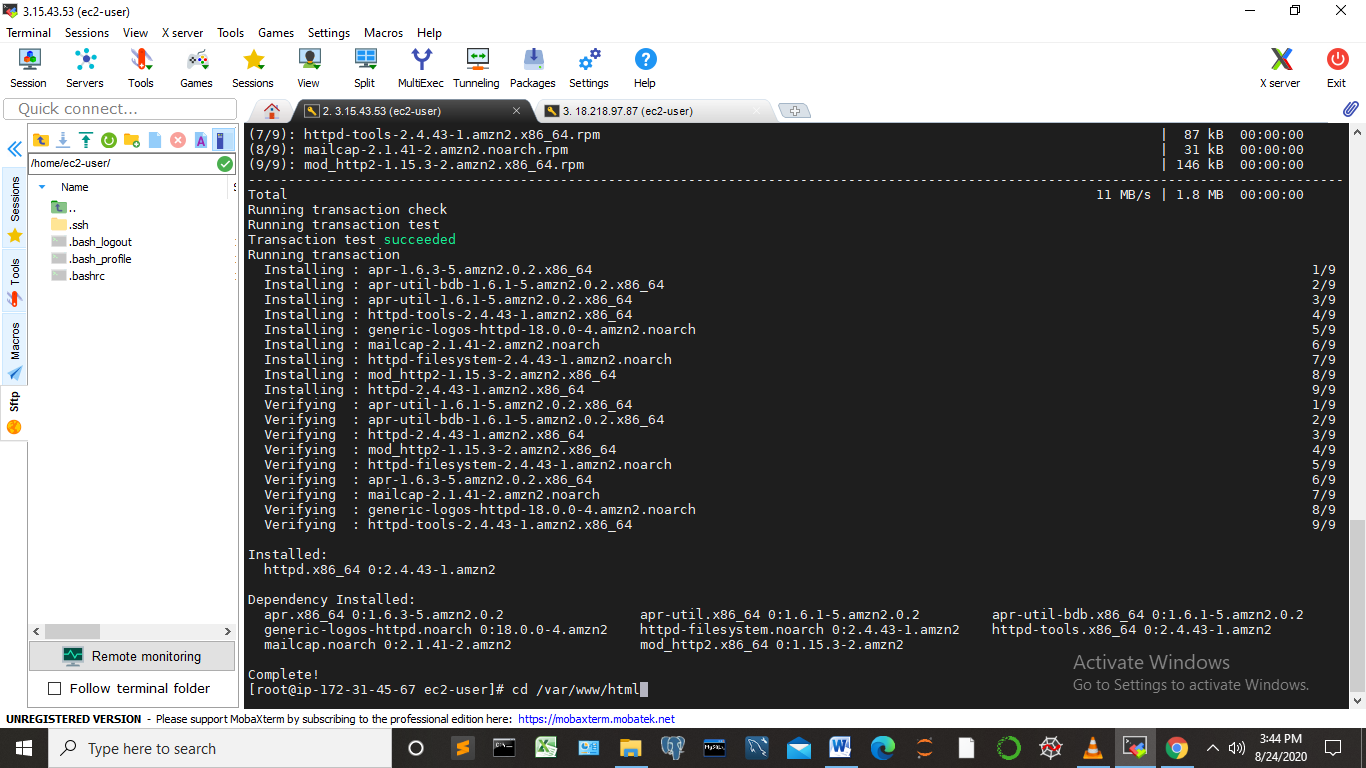 3.15.43.53 (ec2-user)
Terminal Sessions View X server Tools Games Settings Macros Help
Session Servers Tools Games Sessions View Split MultiExec Tunneling Packages Settings Help X server Exit
Quick connect...
2. 3.15.43.53 (ec2-user)
3. 18.218.97.87 (ec2-user)
/home/ec2-user/
Name
..
.ssh
.bash_logout
.bash_profile
.bashrc
Sessions
Tools
Macros
Sftp
Remote monitoring
Follow terminal folder
(7/9): httpd-tools-2.4.43-1.amzn2.x86_64.rpm | 87 kB 00:00:00
(8/9): mailcap-2.1.41-2.amzn2.noarch.rpm | 31 kB 00:00:00
(9/9): mod_http2-1.15.3-2.amzn2.x86_64.rpm | 146 kB 00:00:00
Total 11 MB/s | 1.8 MB 00:00:00
Running transaction check
Running transaction test
Transaction test succeeded
Running transaction
Installing : apr-1.6.3-5.amzn2.0.2.x86_64 1/9
Installing : apr-util-bdb-1.6.1-5.amzn2.0.2.x86_64 2/9
Installing : apr-util-1.6.1-5.amzn2.0.2.x86_64 3/9
Installing : httpd-tools-2.4.43-1.amzn2.x86_64 4/9
Installing : generic-logos-httpd-18.0.0-4.amzn2.noarch 5/9
Installing : mailcap-2.1.41-2.amzn2.noarch 6/9
Installing : httpd-filesystem-2.4.43-1.amzn2.noarch 7/9
Installing : mod_http2-1.15.3-2.amzn2.x86_64 8/9
Installing : httpd-2.4.43-1.amzn2.x86_64 9/9
Verifying : apr-util-1.6.1-5.amzn2.0.2.x86_64 1/9
Verifying : apr-util-bdb-1.6.1-5.amzn2.0.2.x86_64 2/9
Verifying : httpd-2.4.43-1.amzn2.x86_64 3/9
Verifying : mod_http2-1.15.3-2.amzn2.x86_64 4/9
Verifying : httpd-filesystem-2.4.43-1.amzn2.noarch 5/9
Verifying : apr-1.6.3-5.amzn2.0.2.x86_64 6/9
Verifying : mailcap-2.1.41-2.amzn2.noarch 7/9
Verifying : generic-logos-httpd-18.0.0-4.amzn2.noarch 8/9
Verifying : httpd-tools-2.4.43-1.amzn2.x86_64 9/9
Installed:
httpd.x86_64 0:2.4.43-1.amzn2
Dependency Installed:
apr.x86_64 0:1.6.3-5.amzn2.0.2 apr-util.x86_64 0:1.6.1-5.amzn2.0.2 apr-util-bdb.x86_64 0:1.6.1-5.amzn2.0.2
generic-logos-httpd.noarch 0:18.0.0-4.amzn2 httpd-filesystem.noarch 0:2.4.43-1.amzn2 httpd-tools.x86_64 0:2.4.43-1.amzn2
mailcap.noarch 0:2.1.41-2.amzn2 mod_http2.x86_64 0:1.15.3-2.amzn2
Complete!
[root@ip-172-31-45-67 ec2-user]# cd /var/www/html
Activate Windows
Go to Settings to activate Windows.
UNREGISTERED VERSION - Please support MobaXterm by subscribing to the professional edition here: https://mobaxterm.mobatek.net
Type here to search
3:44 PM
8/24/2020